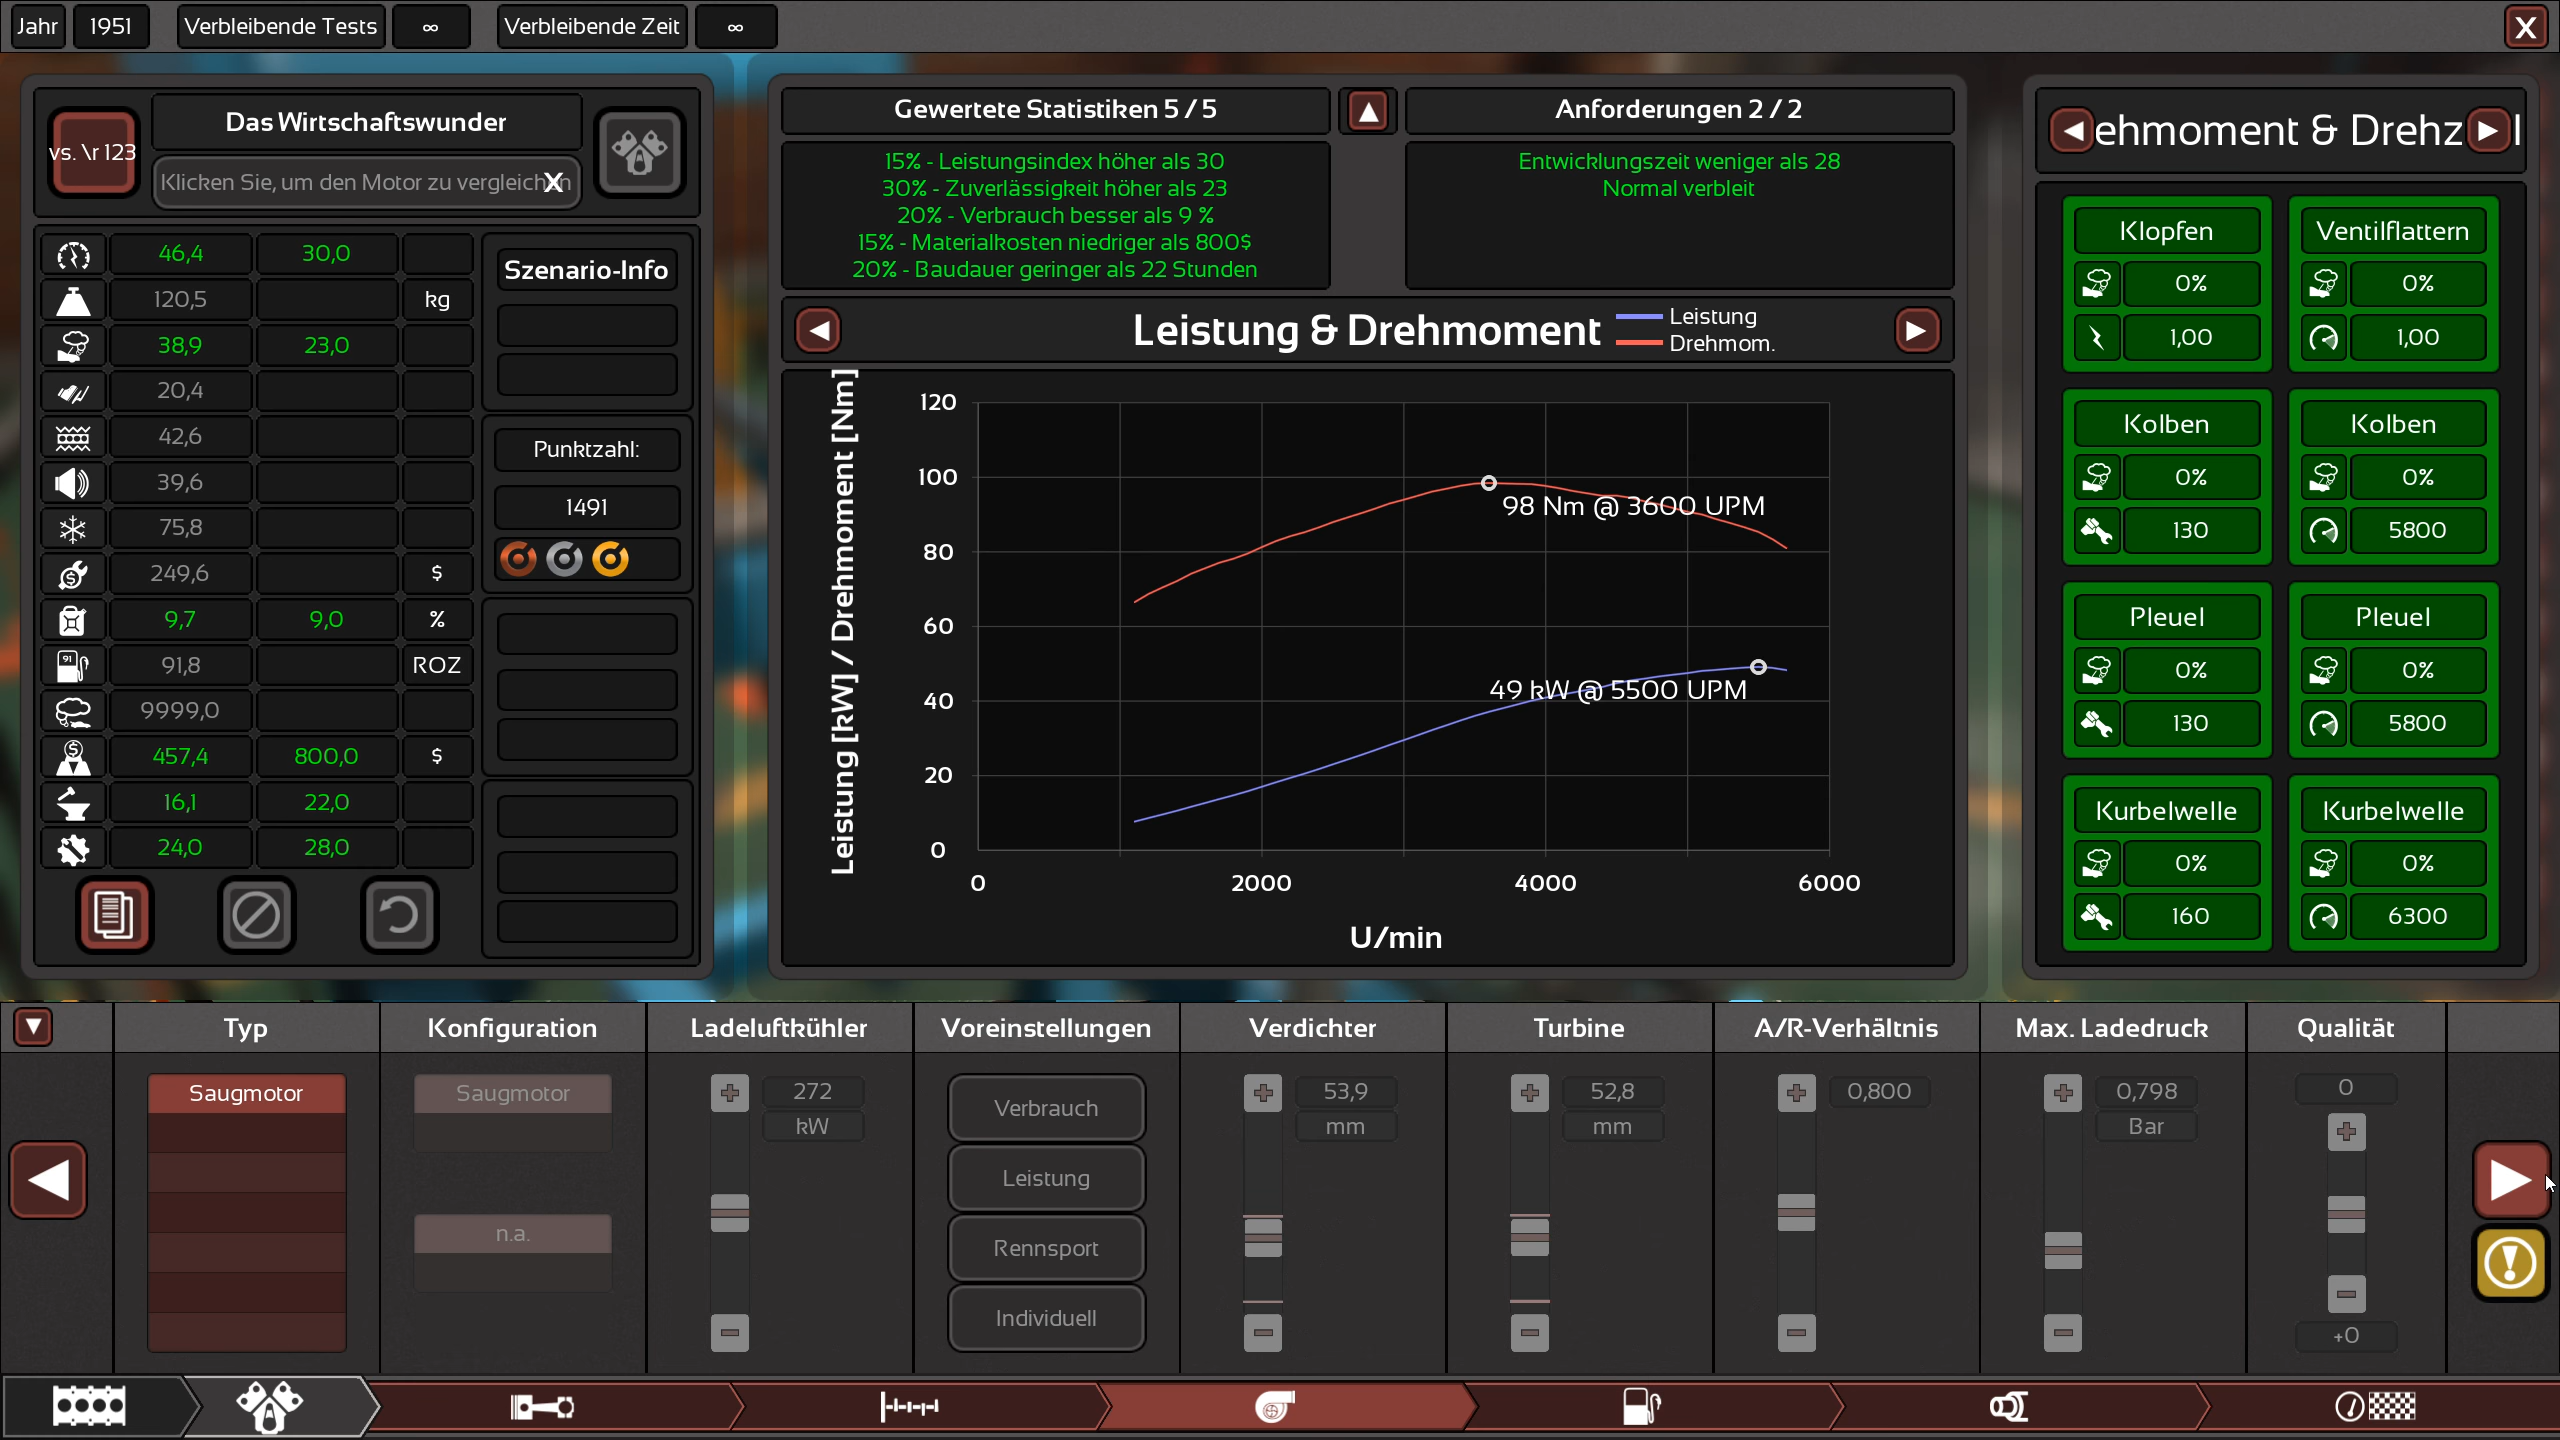 Jahr 1951 Verbleibende Tests ∞ Verbleibende Zeit ∞ X
vs. \r 123
Das Wirtschaftswunder
Klicken Sie, um den Motor zu vergleichen X
46,4 30,0
120,5 kg
38,9 23,0
20,4
42,6
39,6
75,8
249,6 $
9,7 9,0 %
91 91,8 ROZ
9999,0
457,4 800,0 $
16,1 22,0
24,0 28,0
Szenario-Info
Punktzahl:
1491
Gewertete Statistiken 5 / 5
15% - Leistungsindex höher als 30
30% - Zuverlässigkeit höher als 23
20% - Verbrauch besser als 9 %
15% - Materialkosten niedriger als 800$
20% - Baudauer geringer als 22 Stunden
Anforderungen 2 / 2
Entwicklungszeit weniger als 28
Normal verbleit
Leistung & Drehmoment
Leistung
Drehmom.
Leistung [kW] / Drehmoment [Nm]
120
100
80
60
40
20
0
98 Nm @ 3600 UPM
49 kW @ 5500 UPM
0 2000 4000 6000
U/min
ehmoment & Drehz l
Klopfen
0%
1,00
Ventilflattern
0%
1,00
Kolben
0%
130
Kolben
0%
5800
Pleuel
0%
130
Pleuel
0%
5800
Kurbelwelle
0%
160
Kurbelwelle
0%
6300
Typ
Saugmotor
Konfiguration
Saugmotor
n.a.
Ladeluftkühler
272
kW
Voreinstellungen
Verbrauch
Leistung
Rennsport
Individuell
Verdichter
53,9
mm
Turbine
52,8
mm
A/R-Verhältnis
0,800
Max. Ladedruck
0,798
Bar
Qualität
0
+0